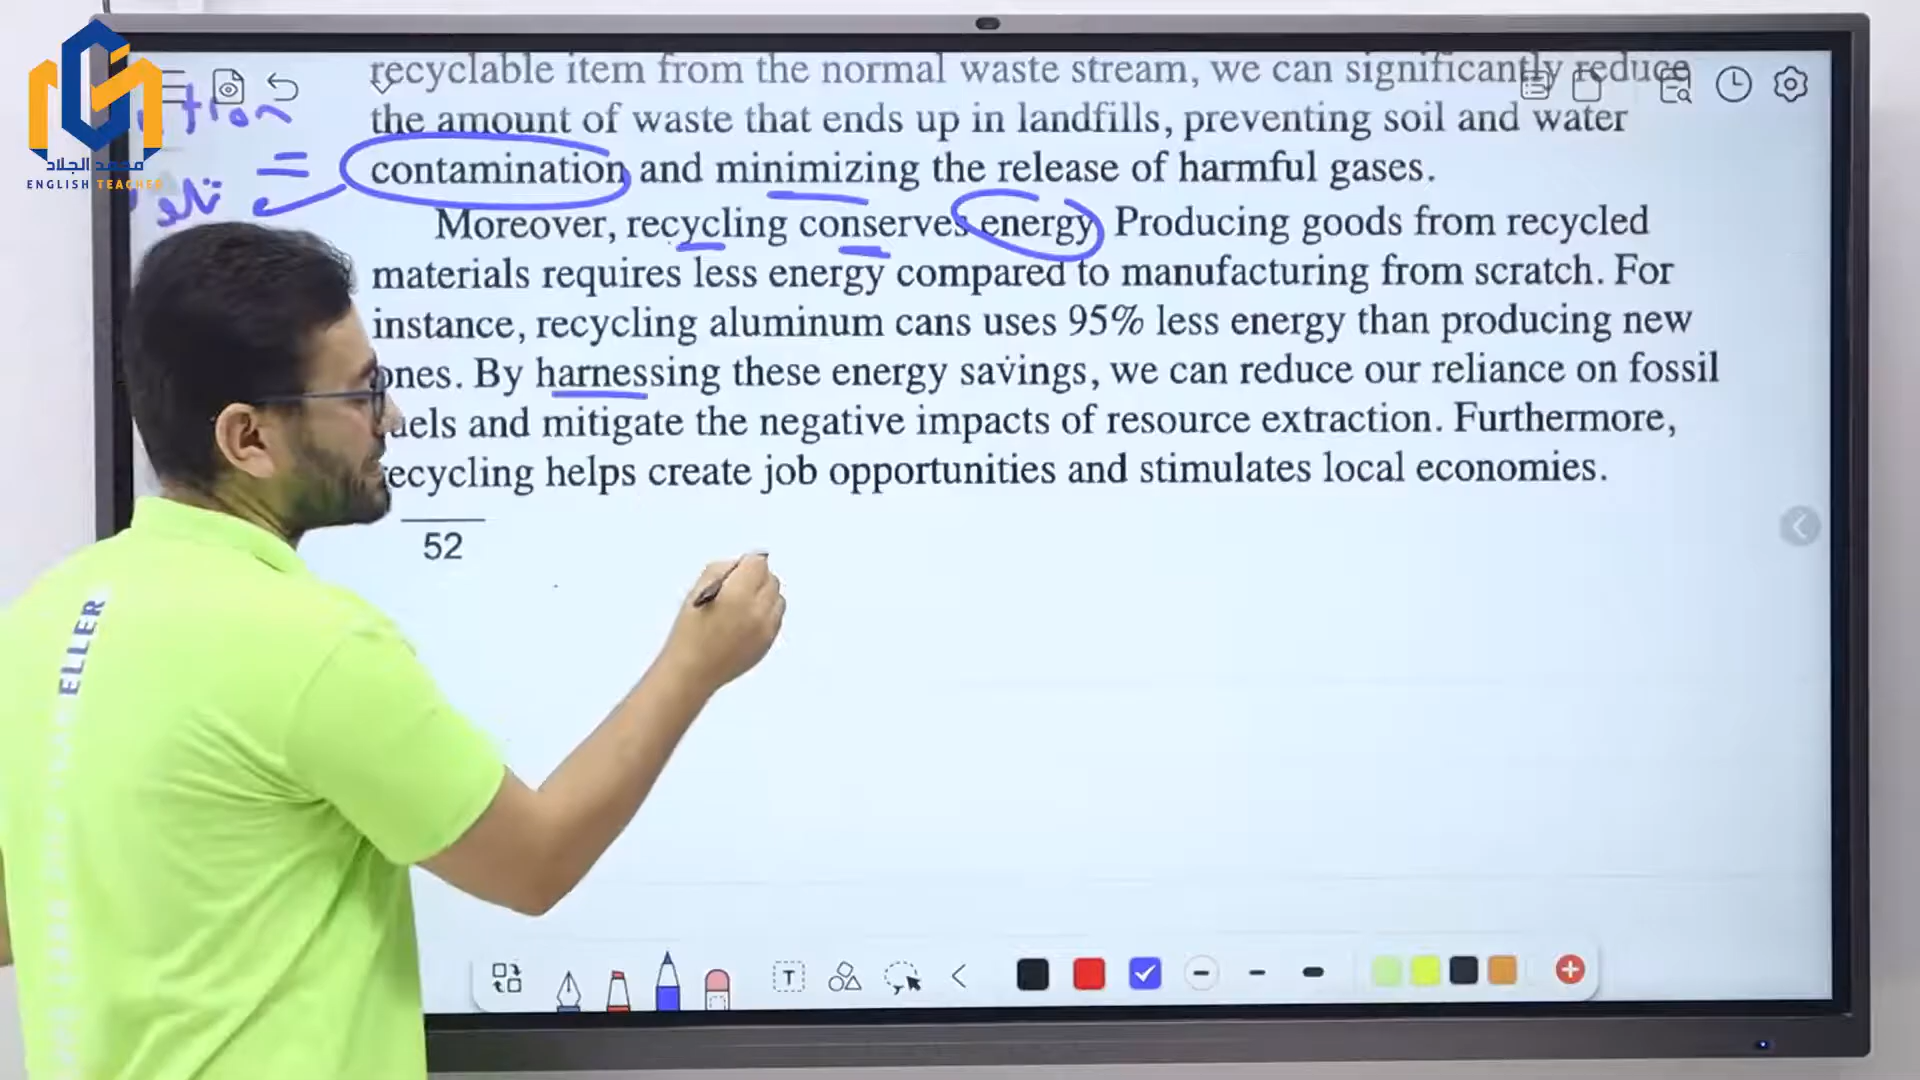 محمد الجلاد
ENGLISH TEACHER
recyclable item from the normal waste stream, we can significantly reduce
the amount of waste that ends up in landfills, preventing soil and water
contamination and minimizing the release of harmful gases.
Moreover, recycling conserves energy. Producing goods from recycled
materials requires less energy compared to manufacturing from scratch. For
instance, recycling aluminum cans uses 95% less energy than producing new
ones. By harnessing these energy savings, we can reduce our reliance on fossil
fuels and mitigate the negative impacts of resource extraction. Furthermore,
recycling helps create job opportunities and stimulates local economies.
52
ELLER
T